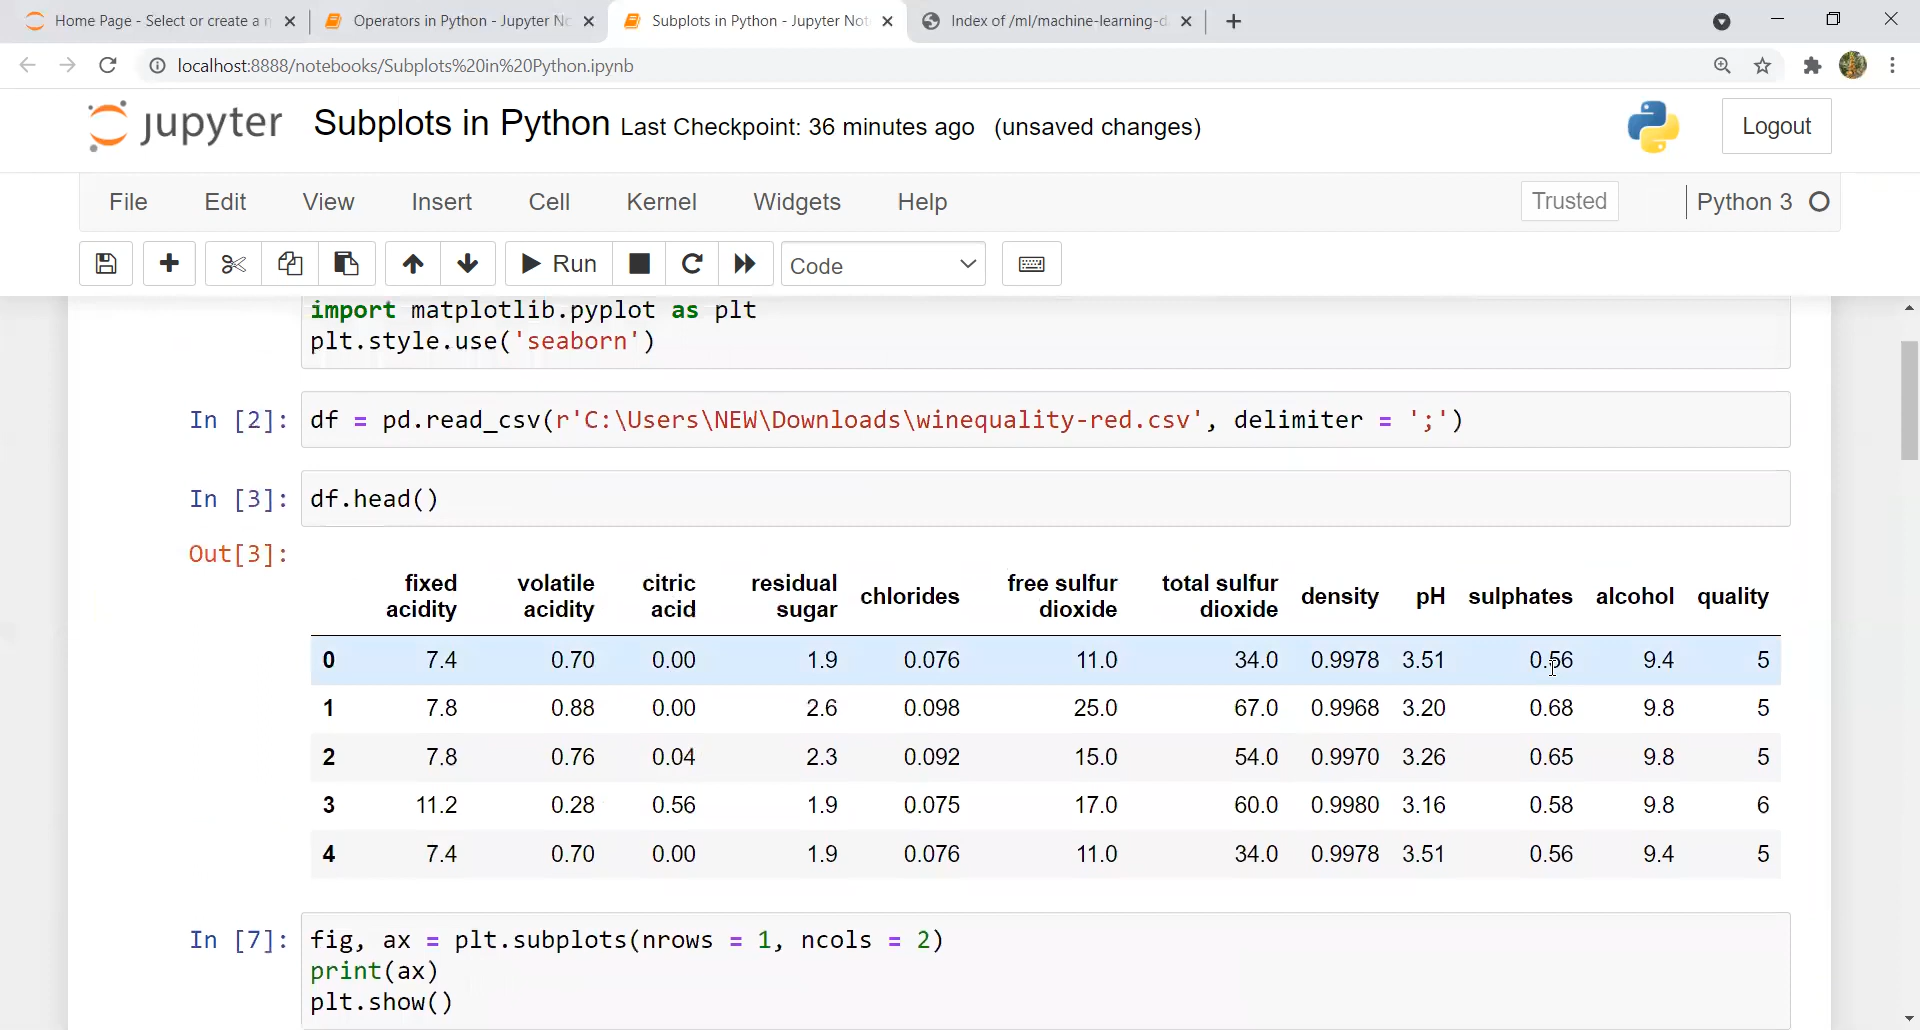 Home Page - Select or create a n
Operators in Python - Jupyter No
Subplots in Python - Jupyter Not
Index of /ml/machine-learning-d
localhost:8888/notebooks/Subplots%20in%20Python.ipynb
jupyter Subplots in Python Last Checkpoint: 36 minutes ago (unsaved changes) Logout
File Edit View Insert Cell Kernel Widgets Help Trusted Python 3
Run Code
import matplotlib.pyplot as plt
plt.style.use('seaborn')
In [2]: df = pd.read_csv(r'C:\Users\NEW\Downloads\winequality-red.csv', delimiter = ';')
In [3]: df.head()
Out[3]:
fixed volatile citric residual chlorides free sulfur total sulfur density pH sulphates alcohol quality
acidity acidity acid sugar dioxide dioxide
0 7.4 0.70 0.00 1.9 0.076 11.0 34.0 0.9978 3.51 0.56 9.4 5
1 7.8 0.88 0.00 2.6 0.098 25.0 67.0 0.9968 3.20 0.68 9.8 5
2 7.8 0.76 0.04 2.3 0.092 15.0 54.0 0.9970 3.26 0.65 9.8 5
3 11.2 0.28 0.56 1.9 0.075 17.0 60.0 0.9980 3.16 0.58 9.8 6
4 7.4 0.70 0.00 1.9 0.076 11.0 34.0 0.9978 3.51 0.56 9.4 5
In [7]: fig, ax = plt.subplots(nrows = 1, ncols = 2)
print(ax)
plt.show()